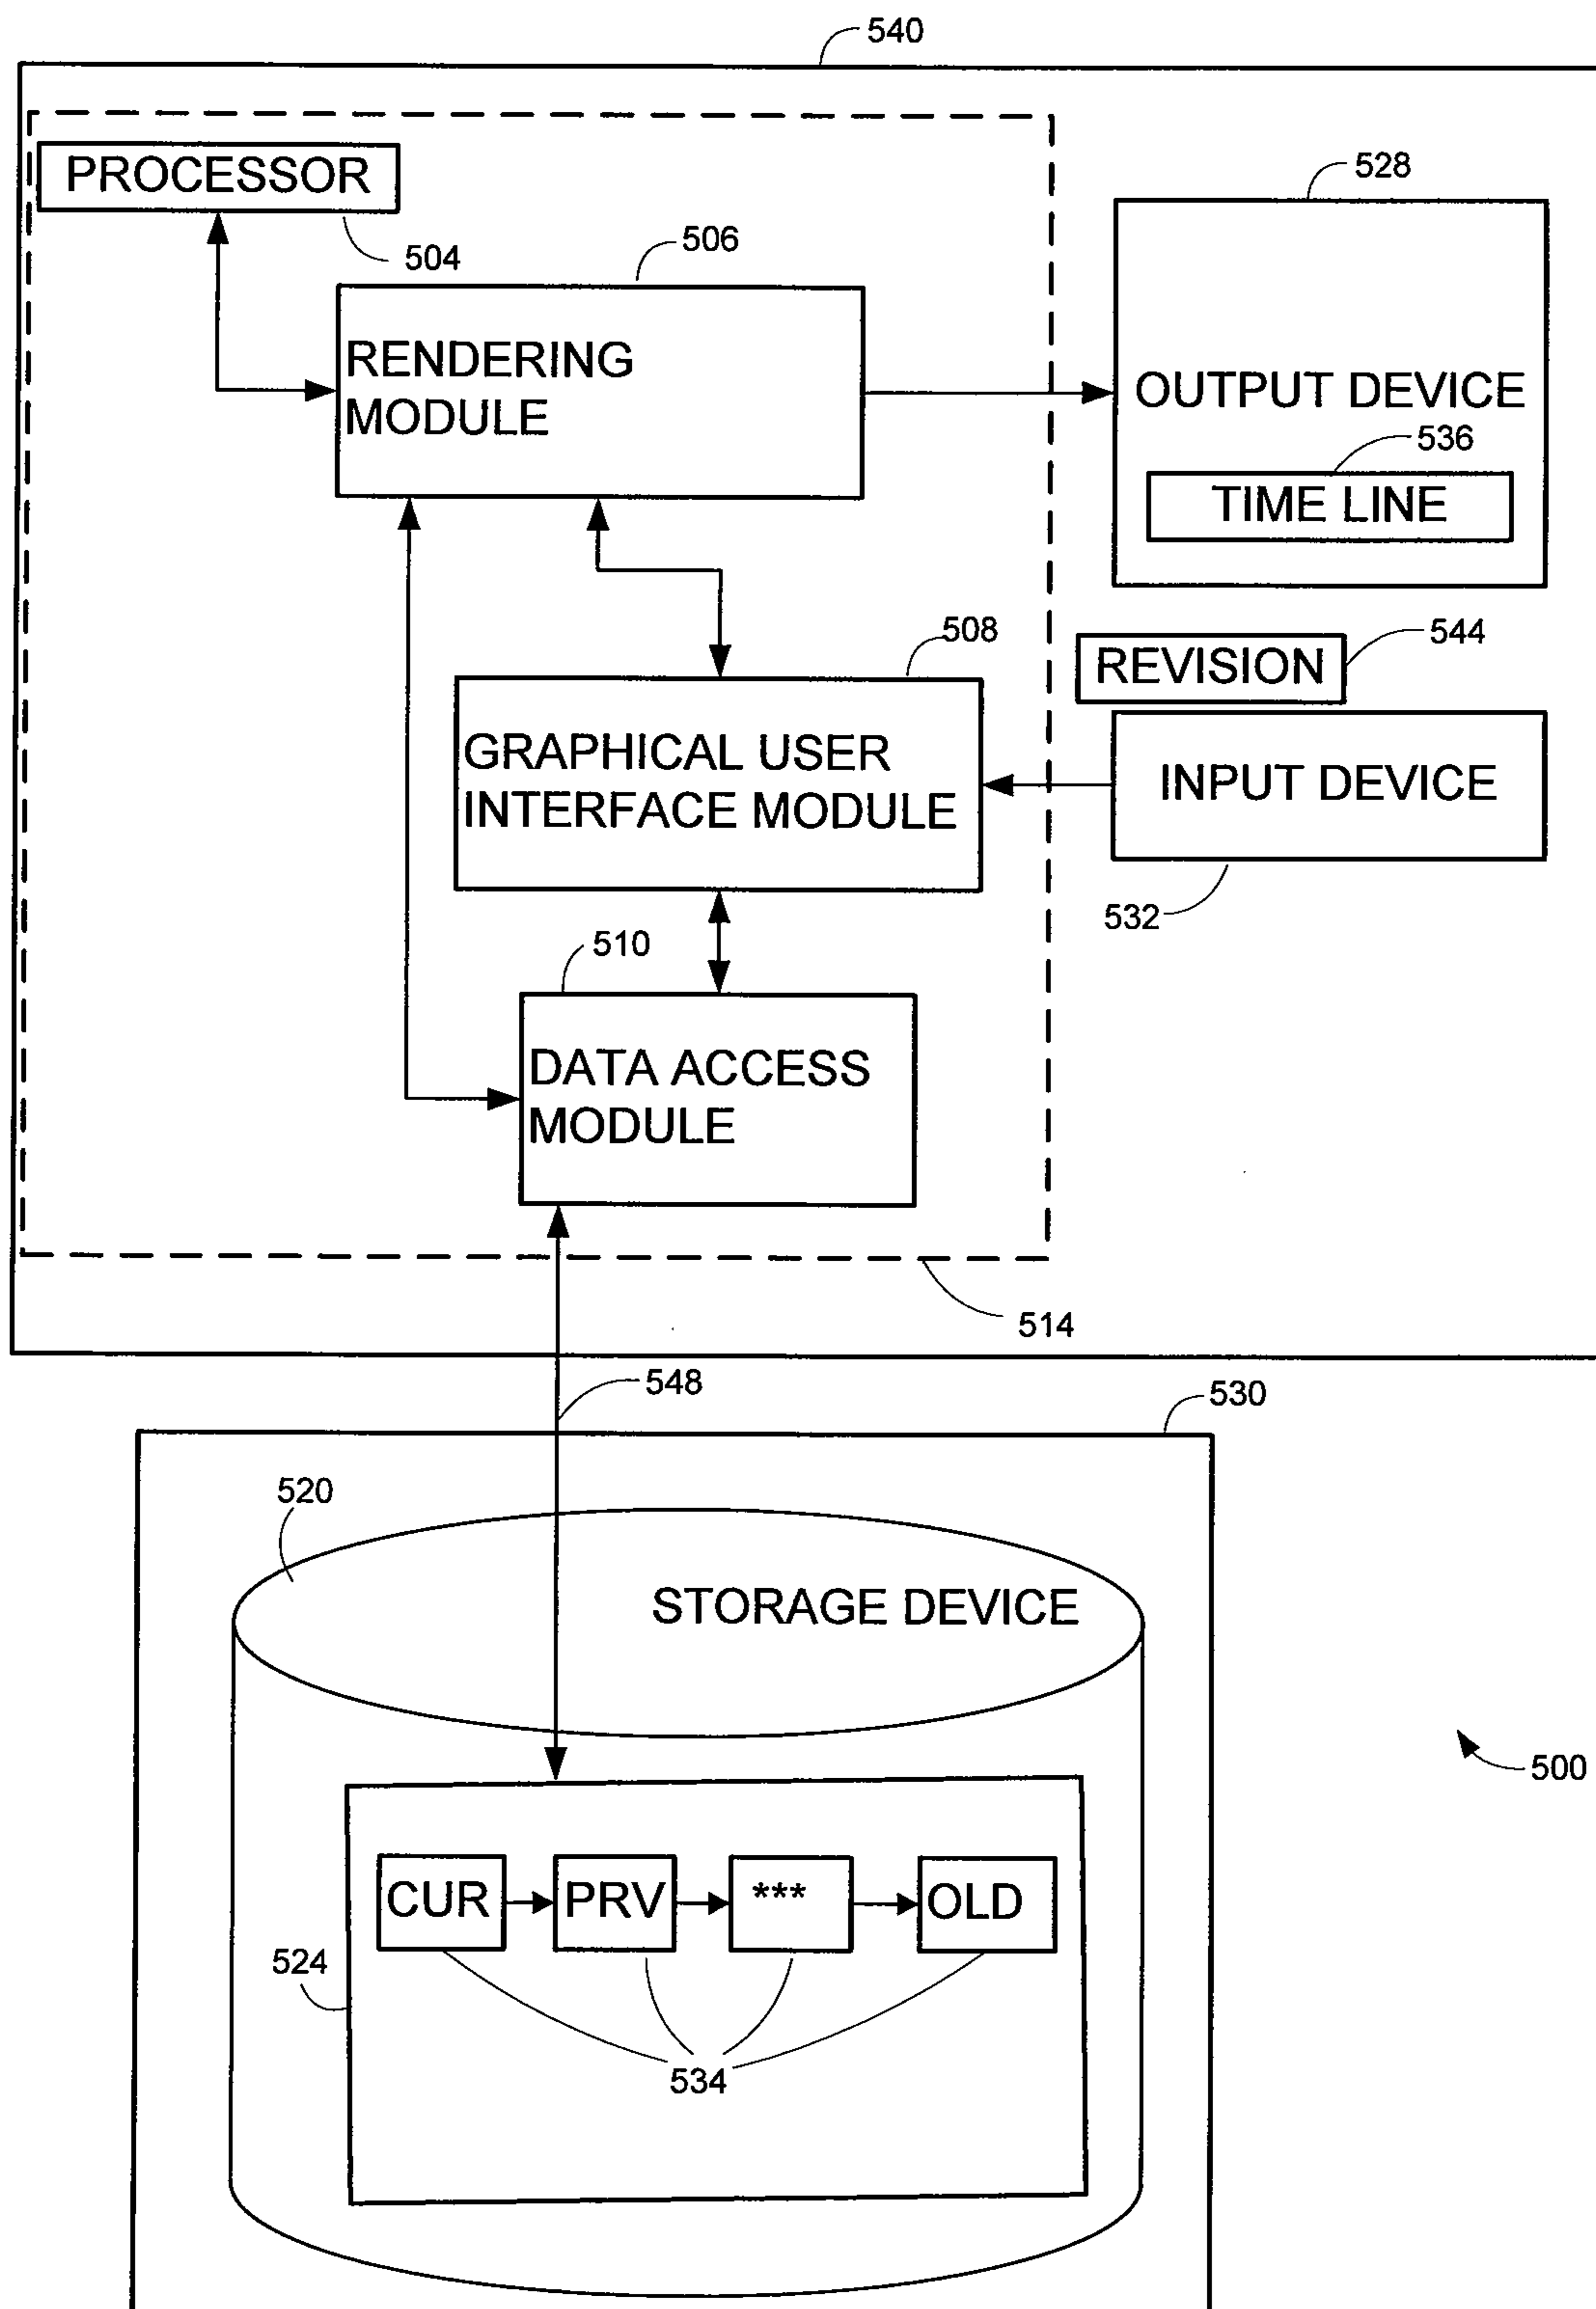 540
PROCESSOR
528
504
506
RENDERING
MODULE
OUTPUT DEVICE
536
TIME LINE
508
544
REVISION
GRAPHICAL USER
INTERFACE MODULE
INPUT DEVICE
532
510
DATA ACCESS
MODULE
514
548
530
520
STORAGE DEVICE
500
CUR
PRV
***
OLD
524
534